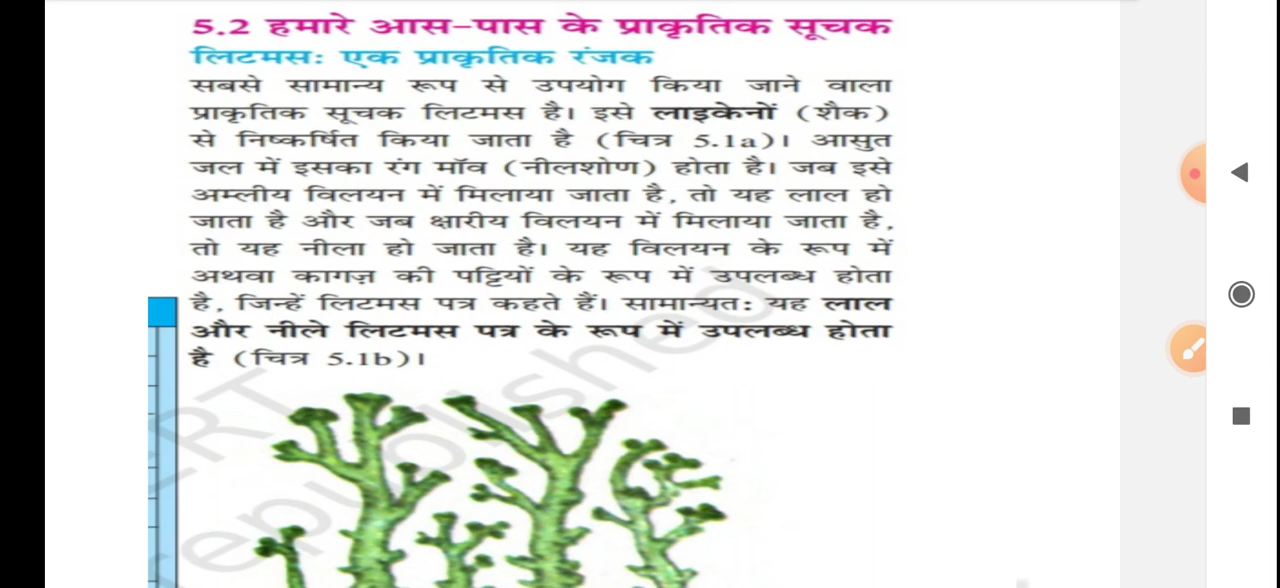 5.2 हमारे आस-पास के प्राकृतिक सूचक
लिटमस: एक प्राकृतिक रंजक
सबसे सामान्य रूप से उपयोग किया जाने वाला
प्राकृतिक सूचक लिटमस है। इसे लाइकेनों (शैक)
से निष्कर्षित किया जाता है (चित्र 5.1a)। आसुत
जल में इसका रंग मॉव (नीलशोण) होता है। जब इसे
अम्लीय विलयन में मिलाया जाता है, तो यह लाल हो
जाता है और जब क्षारीय विलयन में मिलाया जाता है,
तो यह नीला हो जाता है। यह विलयन के रूप में
अथवा कागज़ की पट्टियों के रूप में उपलब्ध होता
है, जिन्हें लिटमस पत्र कहते हैं। सामान्यत: यह लाल
और नीले लिटमस पत्र के रूप में उपलब्ध होता
है (चित्र 5.1b)।